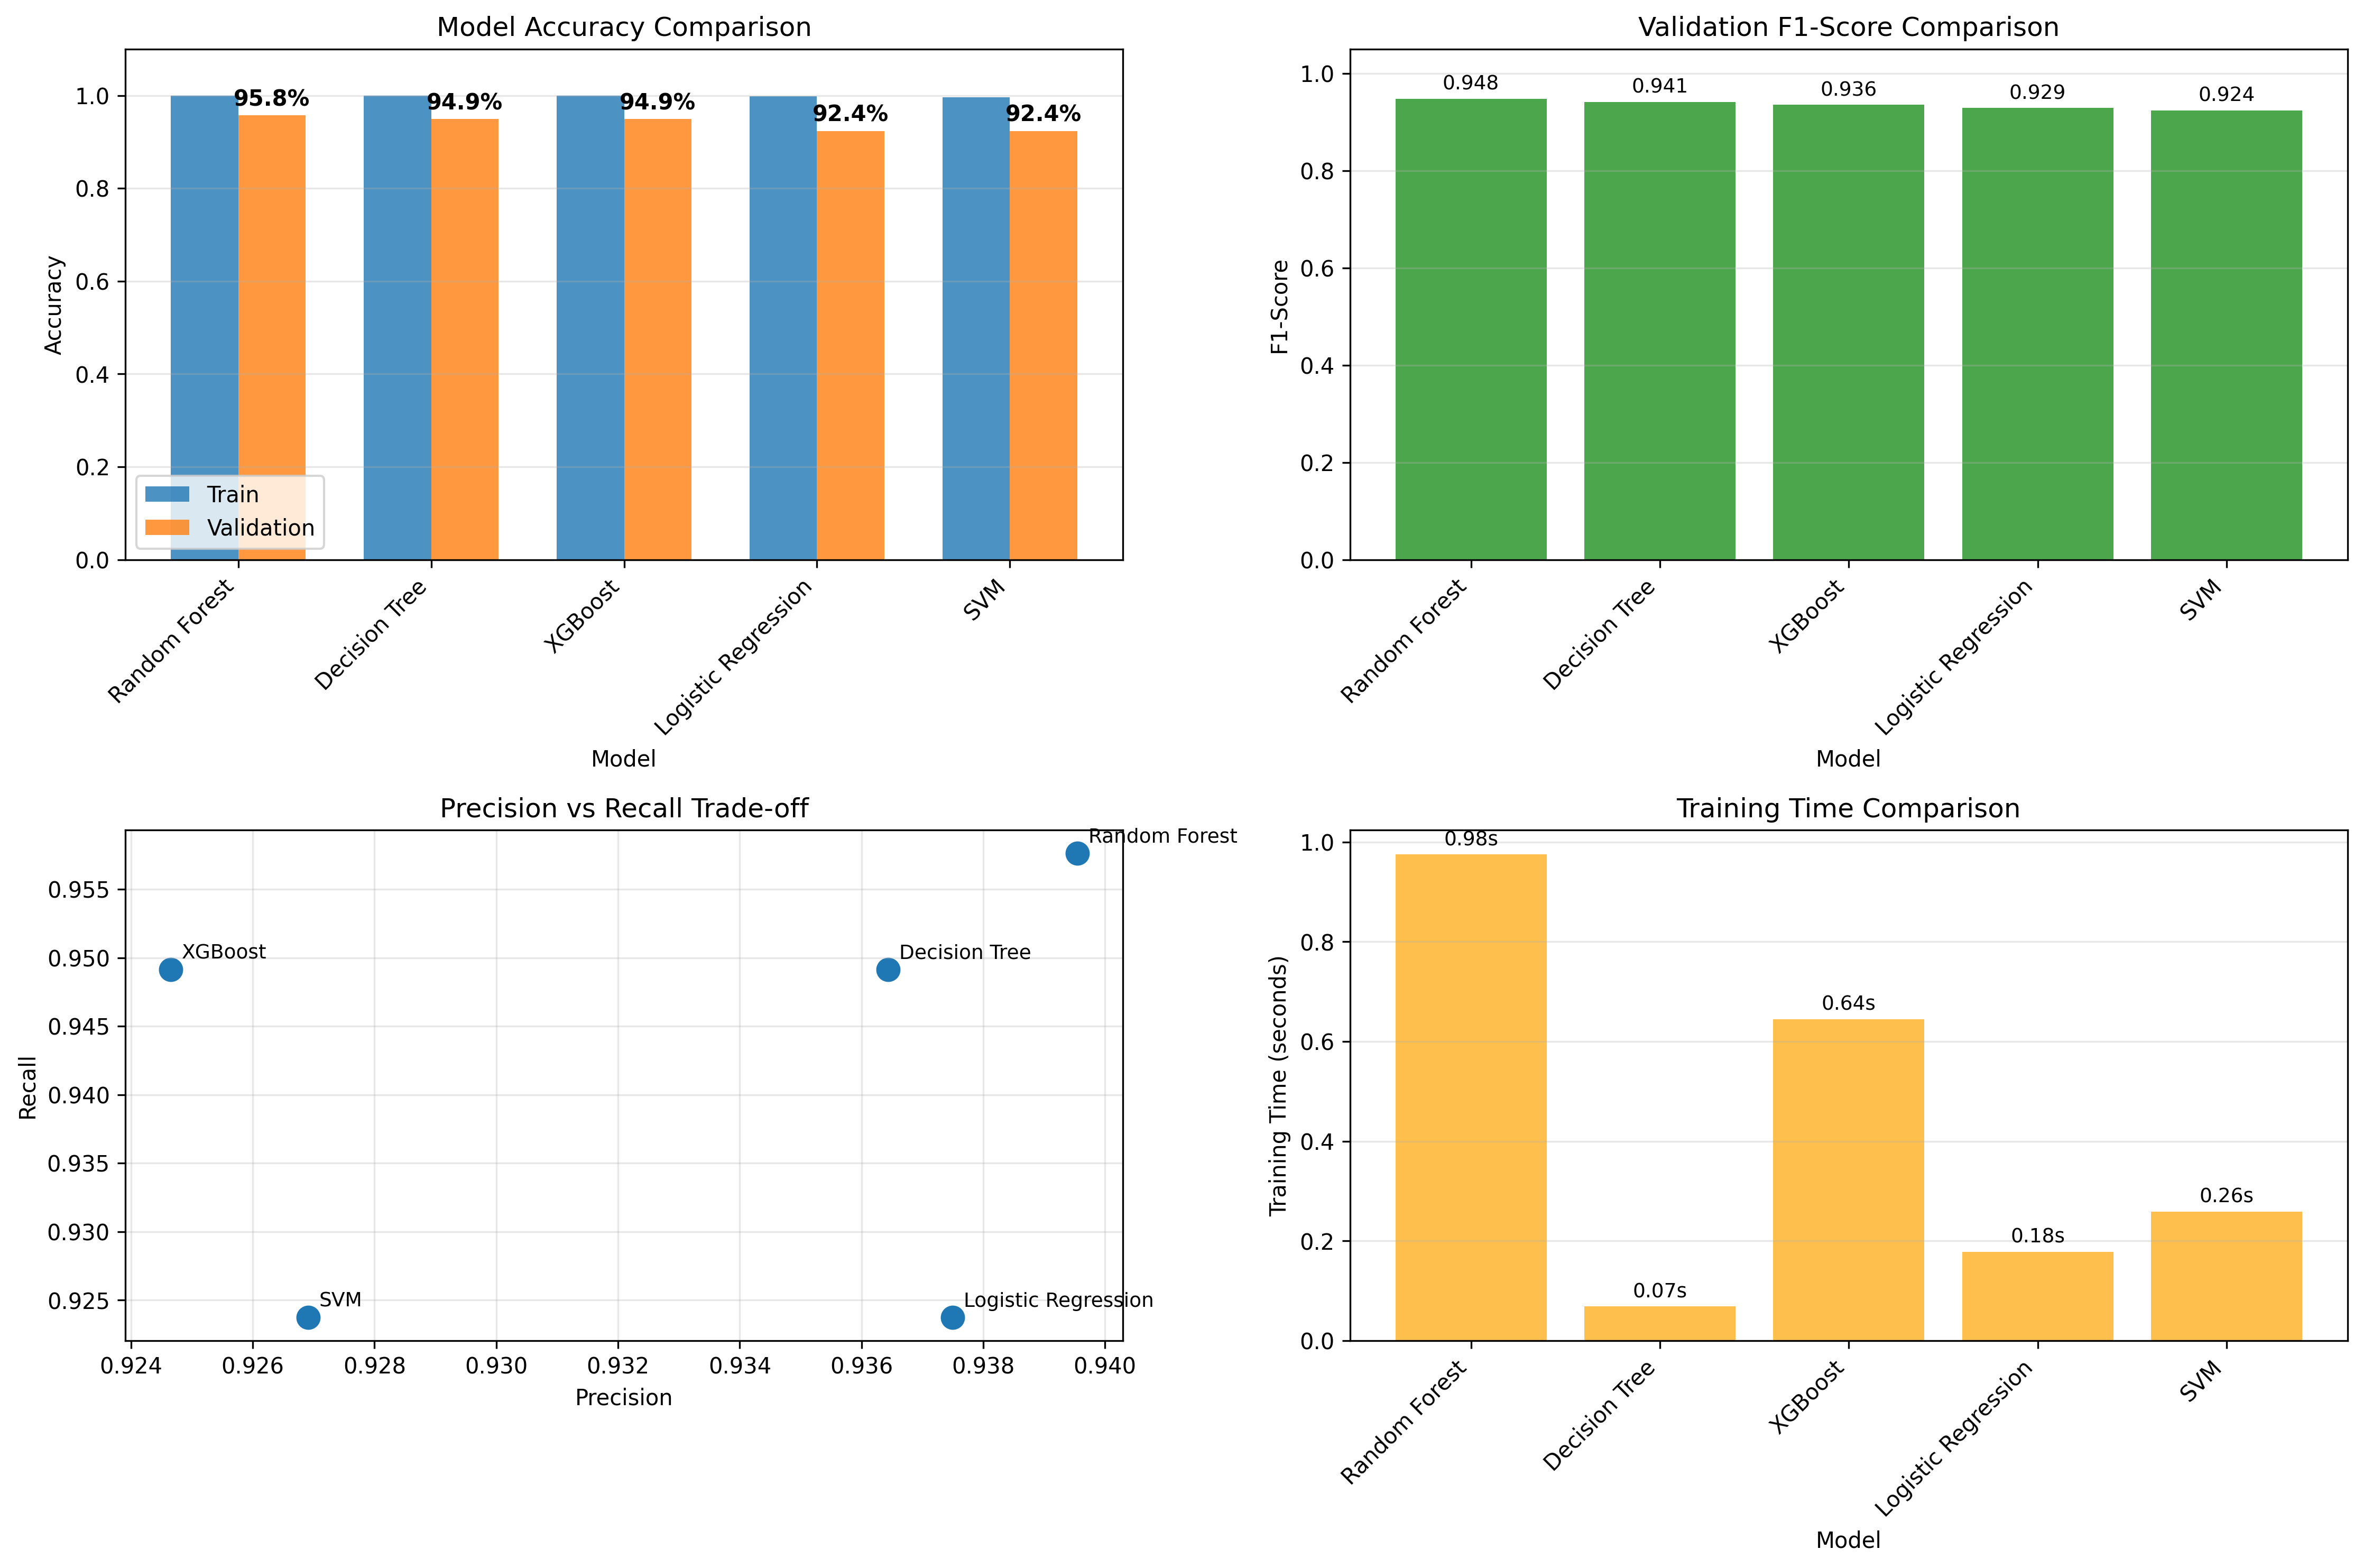 Model Accuracy Comparison
Accuracy
1.0
0.8
0.6
0.4
0.2
0.0
95.8%
94.9%
94.9%
92.4%
92.4%
Train
Validation
Random Forest
Decision Tree
XGBoost
Logistic Regression
SVM
Model
Validation F1-Score Comparison
F1-Score
1.0
0.8
0.6
0.4
0.2
0.0
0.948
0.941
0.936
0.929
0.924
Random Forest
Decision Tree
XGBoost
Logistic Regression
SVM
Model
Precision vs Recall Trade-off
Recall
0.955
0.950
0.945
0.940
0.935
0.930
0.925
Random Forest
XGBoost
Decision Tree
SVM
Logistic Regression
0.924
0.926
0.928
0.930
0.932
0.934
0.936
0.938
0.940
Precision
Training Time Comparison
Training Time (seconds)
1.0
0.8
0.6
0.4
0.2
0.0
0.98s
0.07s
0.64s
0.18s
0.26s
Random Forest
Decision Tree
XGBoost
Logistic Regression
SVM
Model